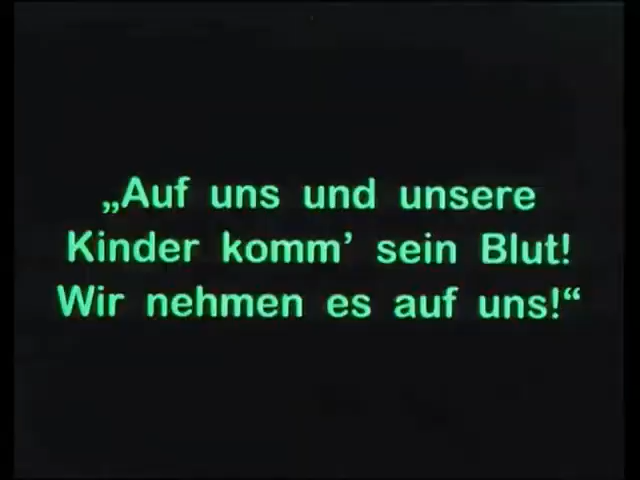 „Auf uns und unsere
Kinder komm’ sein Blut!
Wir nehmen es auf uns!“